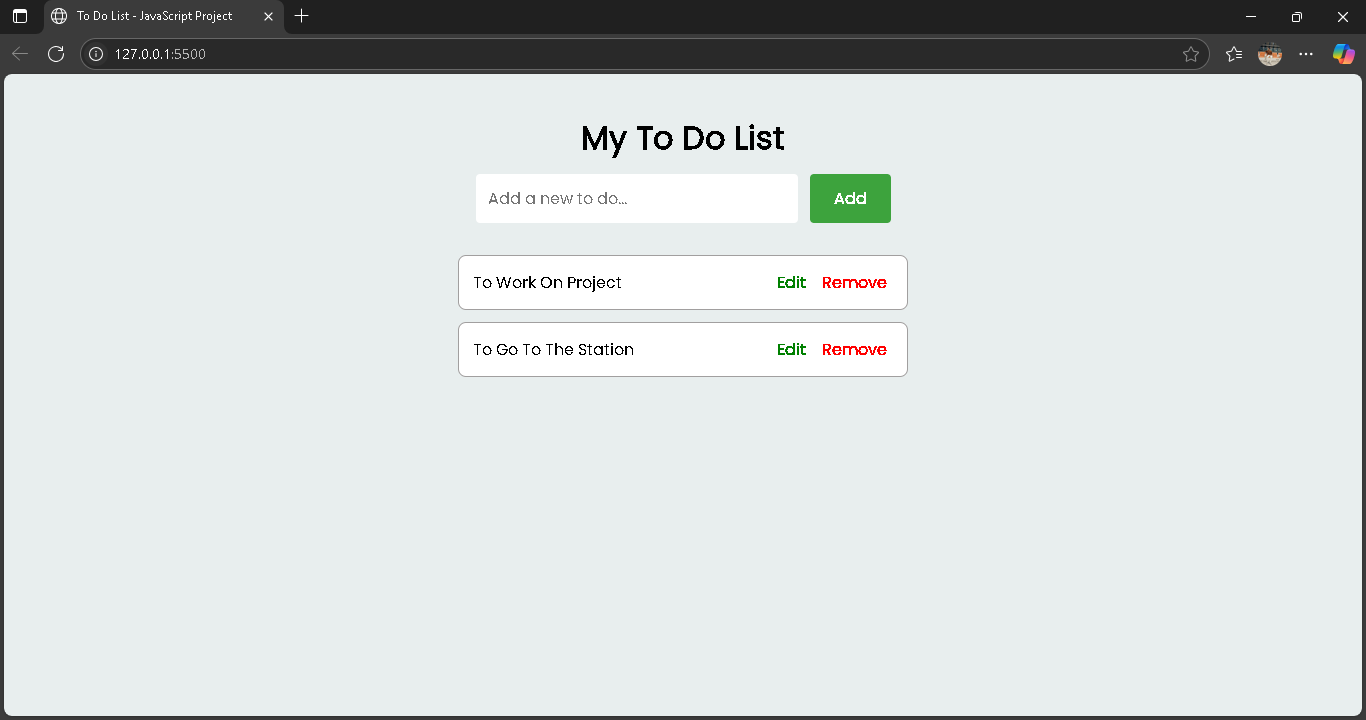 To Do List - JavaScript Project
127.0.0.1:5500
My To Do List
Add a new to do...
Add
To Work On Project Edit Remove
To Go To The Station Edit Remove